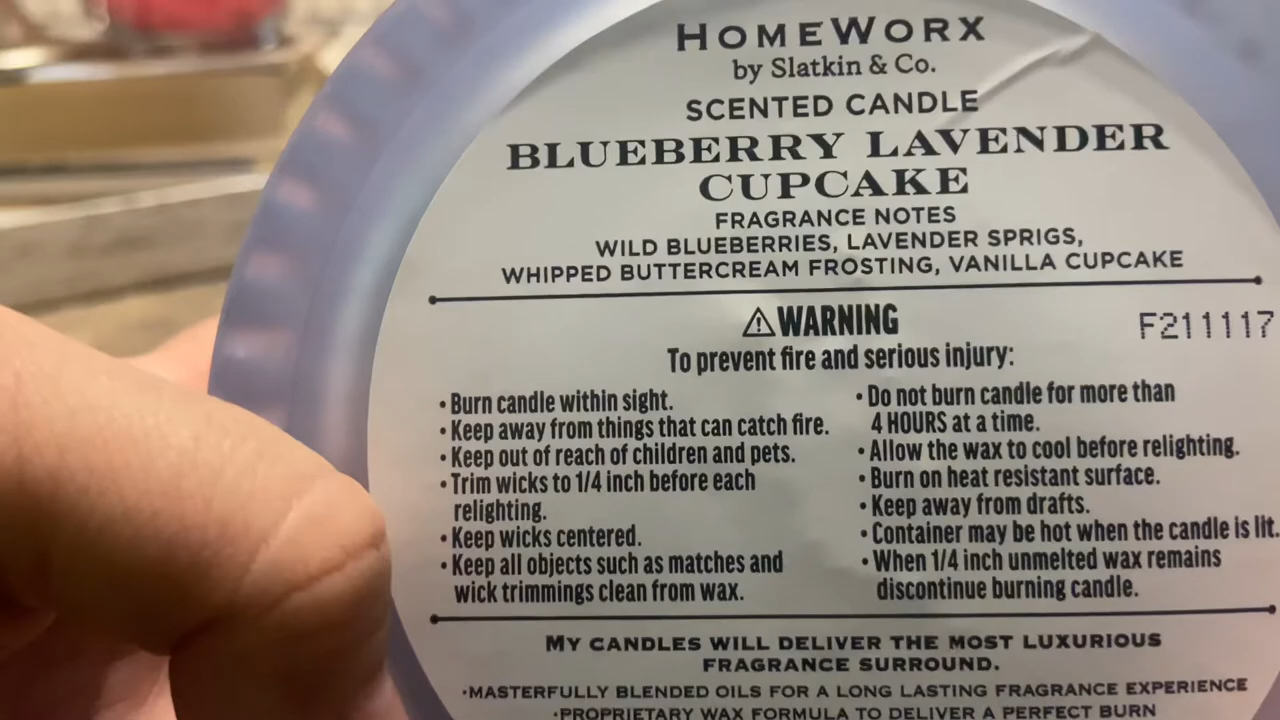 HOMEWORX
by Slatkin & Co.
SCENTED CANDLE
BLUEBERRY LAVENDER
CUPCAKE
FRAGRANCE NOTES
WILD BLUEBERRIES, LAVENDER SPRIGS,
WHIPPED BUTTERCREAM FROSTING, VANILLA CUPCAKE
⚠WARNING
F211117
To prevent fire and serious injury:
• Burn candle within sight.
• Keep away from things that can catch fire.
• Keep out of reach of children and pets.
• Trim wicks to 1/4 inch before each
relighting.
• Keep wicks centered.
• Keep all objects such as matches and
wick trimmings clean from wax.
• Do not burn candle for more than
4 HOURS at a time.
• Allow the wax to cool before relighting.
• Burn on heat resistant surface.
• Keep away from drafts.
• Container may be hot when the candle is lit.
• When 1/4 inch unmelted wax remains
discontinue burning candle.
MY CANDLES WILL DELIVER THE MOST LUXURIOUS
FRAGRANCE SURROUND.
•MASTERFULLY BLENDED OILS FOR A LONG LASTING FRAGRANCE EXPERIENCE
•PROPRIETARY WAX FORMULA TO DELIVER A PERFECT BURN